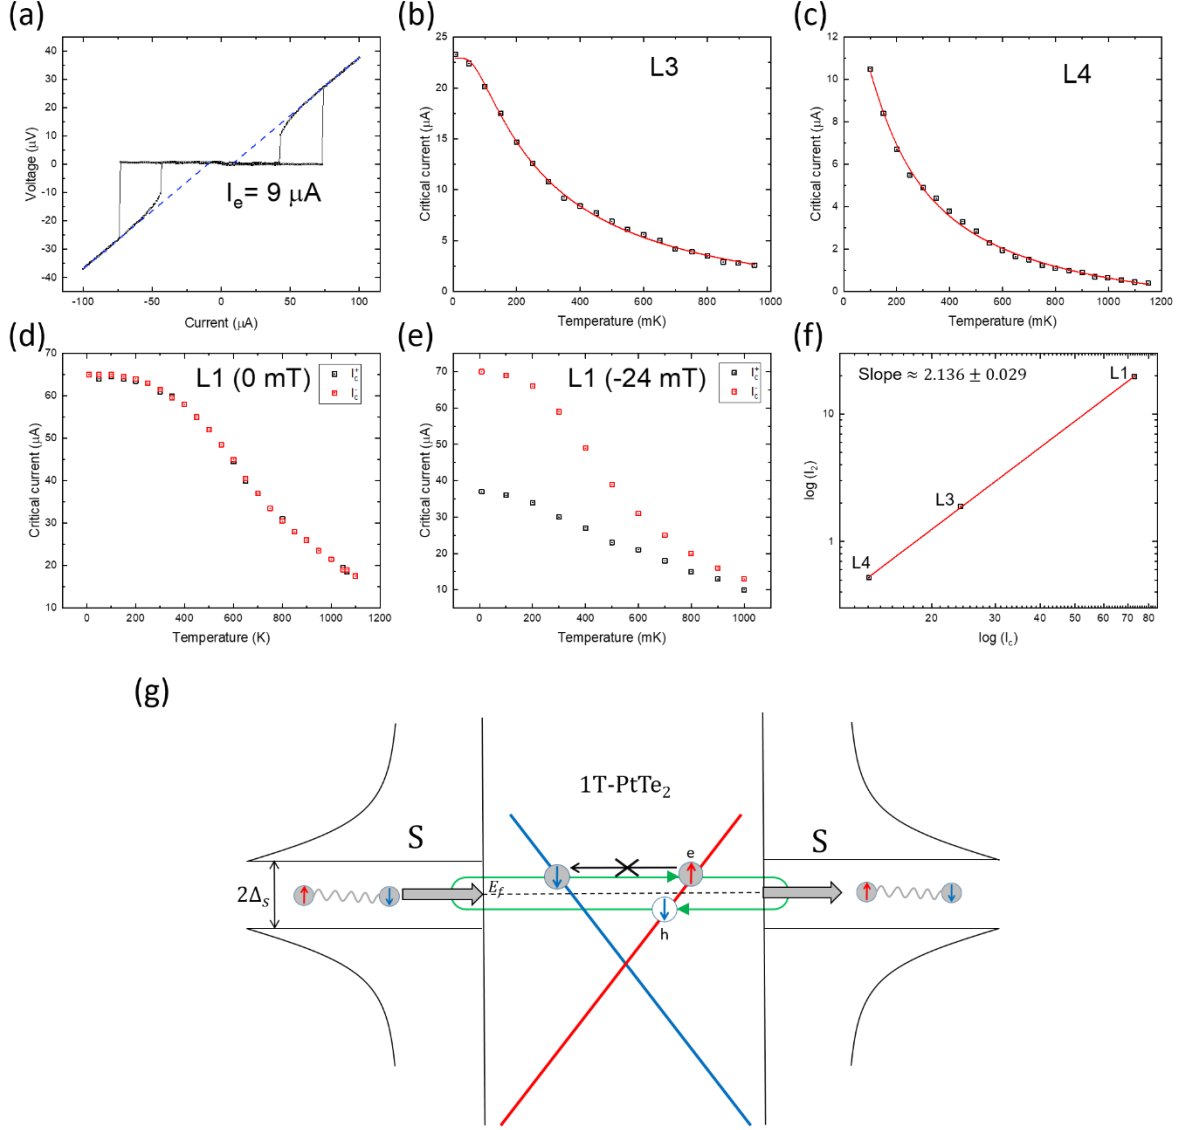 (a)
40
30
20
10
0
-10
-20
-30
-40
Voltage (μV)
I_e= 9 μA
-100 -50 0 50 100
Current (μA)
(b)
25
20
15
10
5
0
Critical current (μA)
L3
0 200 400 600 800 1000
Temperature (mK)
(c)
12
10
8
6
4
2
0
Critical current (μA)
L4
0 200 400 600 800 1000 1200
Temperature (mK)
(d)
70
60
50
40
30
20
10
Critical current (μA)
L1 (0 mT)
I_c^+
I_c^-
0 200 400 600 800 1000 1200
Temperature (K)
(e)
70
60
50
40
30
20
10
Critical current (μA)
L1 (-24 mT)
I_c^+
I_c^-
0 200 400 600 800 1000
Temperature (mK)
(f)
Slope ≈ 2.136 ± 0.029
L1
10
L3
1
L4
log (I_2)
20 30 40 50 60 70 80
log (I_c)
(g)
1T-PtTe₂
S
S
e
2Δ_S
E_f
h